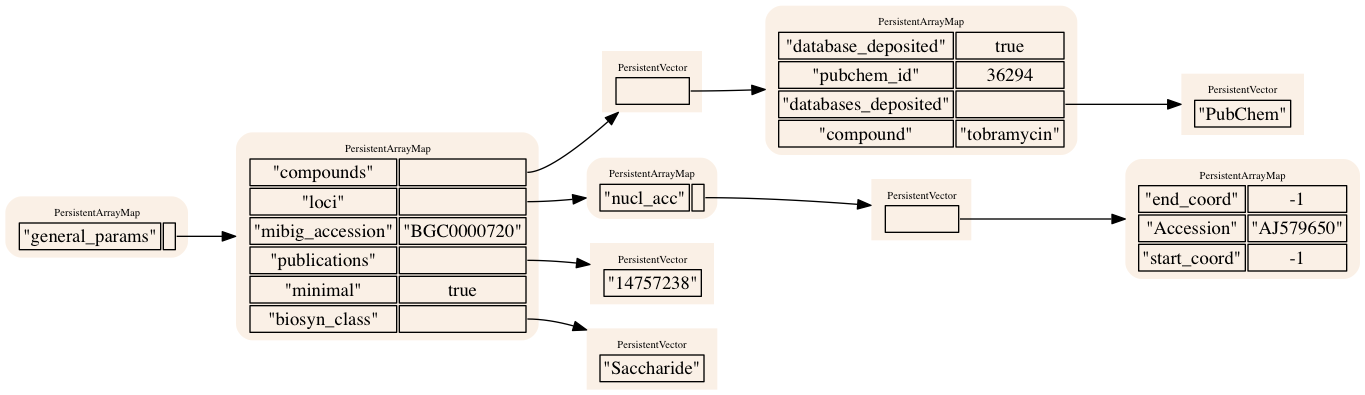 PersistentArrayMap
"general_params"
PersistentArrayMap
"compounds"
"loci"
"mibig_accession" "BGC0000720"
"publications"
"minimal" true
"biosyn_class"
PersistentVector
PersistentArrayMap
"database_deposited" true
"pubchem_id" 36294
"databases_deposited"
"compound" "tobramycin"
PersistentVector
"PubChem"
PersistentArrayMap
"nucl_acc"
PersistentVector
PersistentArrayMap
"end_coord" -1
"Accession" "AJ579650"
"start_coord" -1
PersistentVector
"14757238"
PersistentVector
"Saccharide"